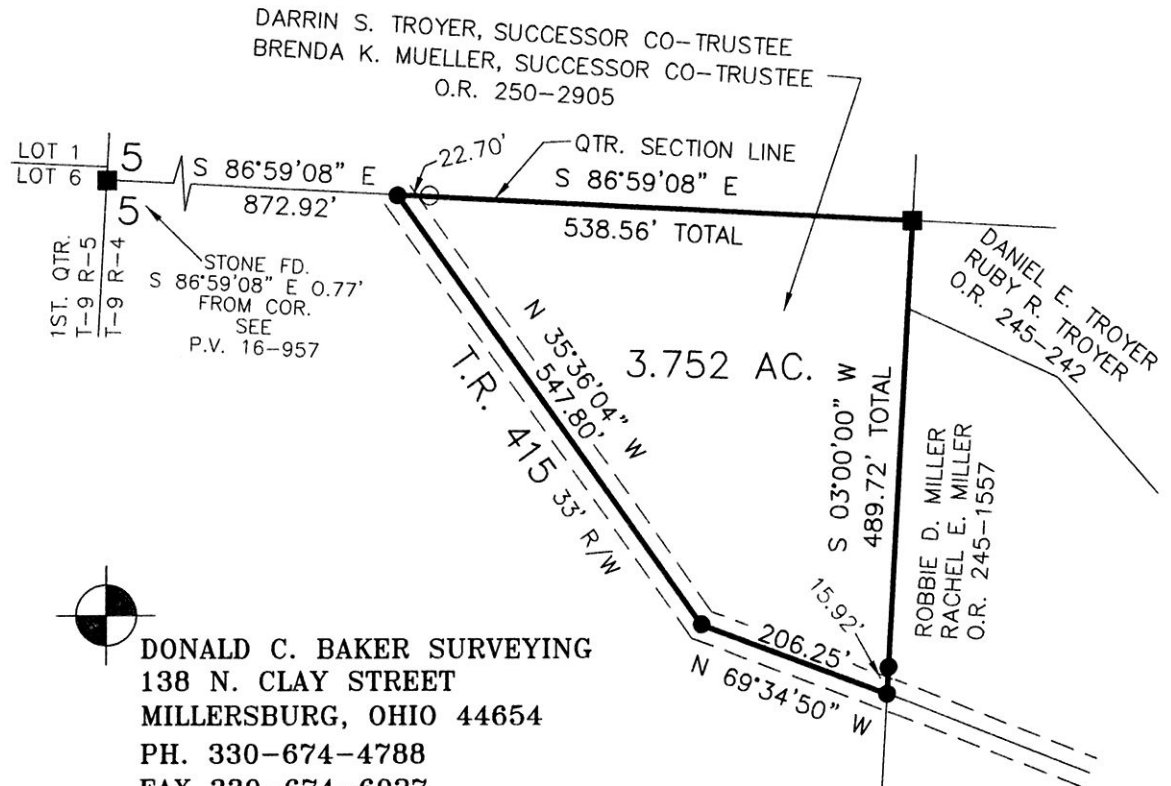 DARRIN S. TROYER, SUCCESSOR CO-TRUSTEE
BRENDA K. MUELLER, SUCCESSOR CO-TRUSTEE
O.R. 250-2905
LOT 1
LOT 6
5
5
1ST. QTR.
T-9 R-5
T-9 R-4
S 86°59'08" E
872.92'
STONE FD.
S 86°59'08" E 0.77'
FROM COR.
SEE
P.V. 16-957
22.70'
QTR. SECTION LINE
S 86°59'08" E
538.56' TOTAL
DANIEL E. TROYER
RUBY R. TROYER
O.R. 245-242
N 35°36'04" W
547.80'
T.R. 415
33' R/W
3.752 AC.
S 03°00'00" W
489.72' TOTAL
ROBBIE D. MILLER
RACHEL E. MILLER
O.R. 245-1557
15.92'
206.25'
N 69°34'50" W
DONALD C. BAKER SURVEYING
138 N. CLAY STREET
MILLERSBURG, OHIO 44654
PH. 330-674-4788